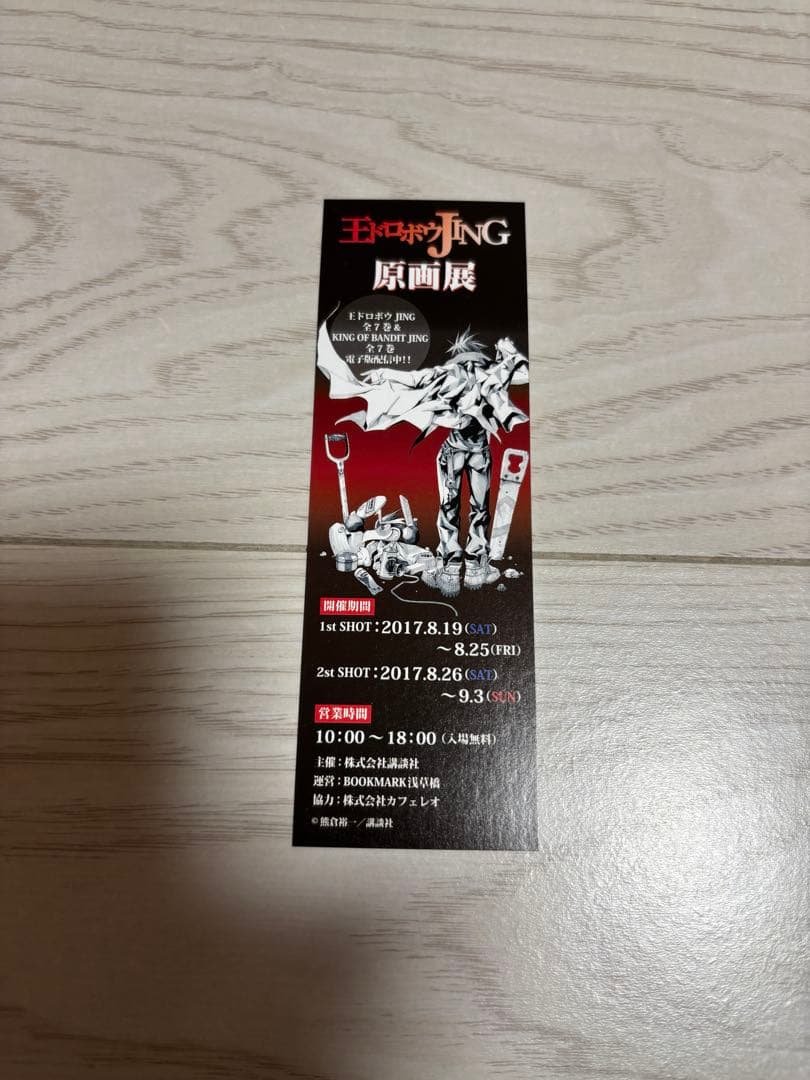 王ドロボウJING
原画展
王ドロボウ JING
全7巻 &
KING OF BANDIT JING
全7巻
電子版配信中!!
開催期間
1st SHOT：2017.8.19(SAT)
～8.25(FRI)
2st SHOT：2017.8.26(SAT)
～9.3(SUN)
営業時間
10:00～18:00（入場無料）
主催：株式会社講談社
運営：BOOKMARK浅草橋
協力：株式会社カフェレオ
©熊倉裕一／講談社